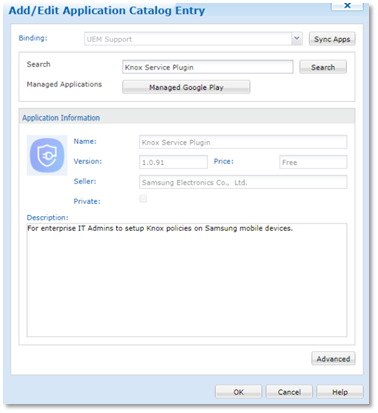 Add/Edit Application Catalog Entry
Binding: UEM Support Sync Apps
Search Knox Service Plugin Search
Managed Applications Managed Google Play
Application Information
Name: Knox Service Plugin
Version: 1.0.91 Price: Free
Seller: Samsung Electronics Co., Ltd.
Private:
Description:
For enterprise IT Admins to setup Knox policies on Samsung mobile devices.
Advanced
OK Cancel Help